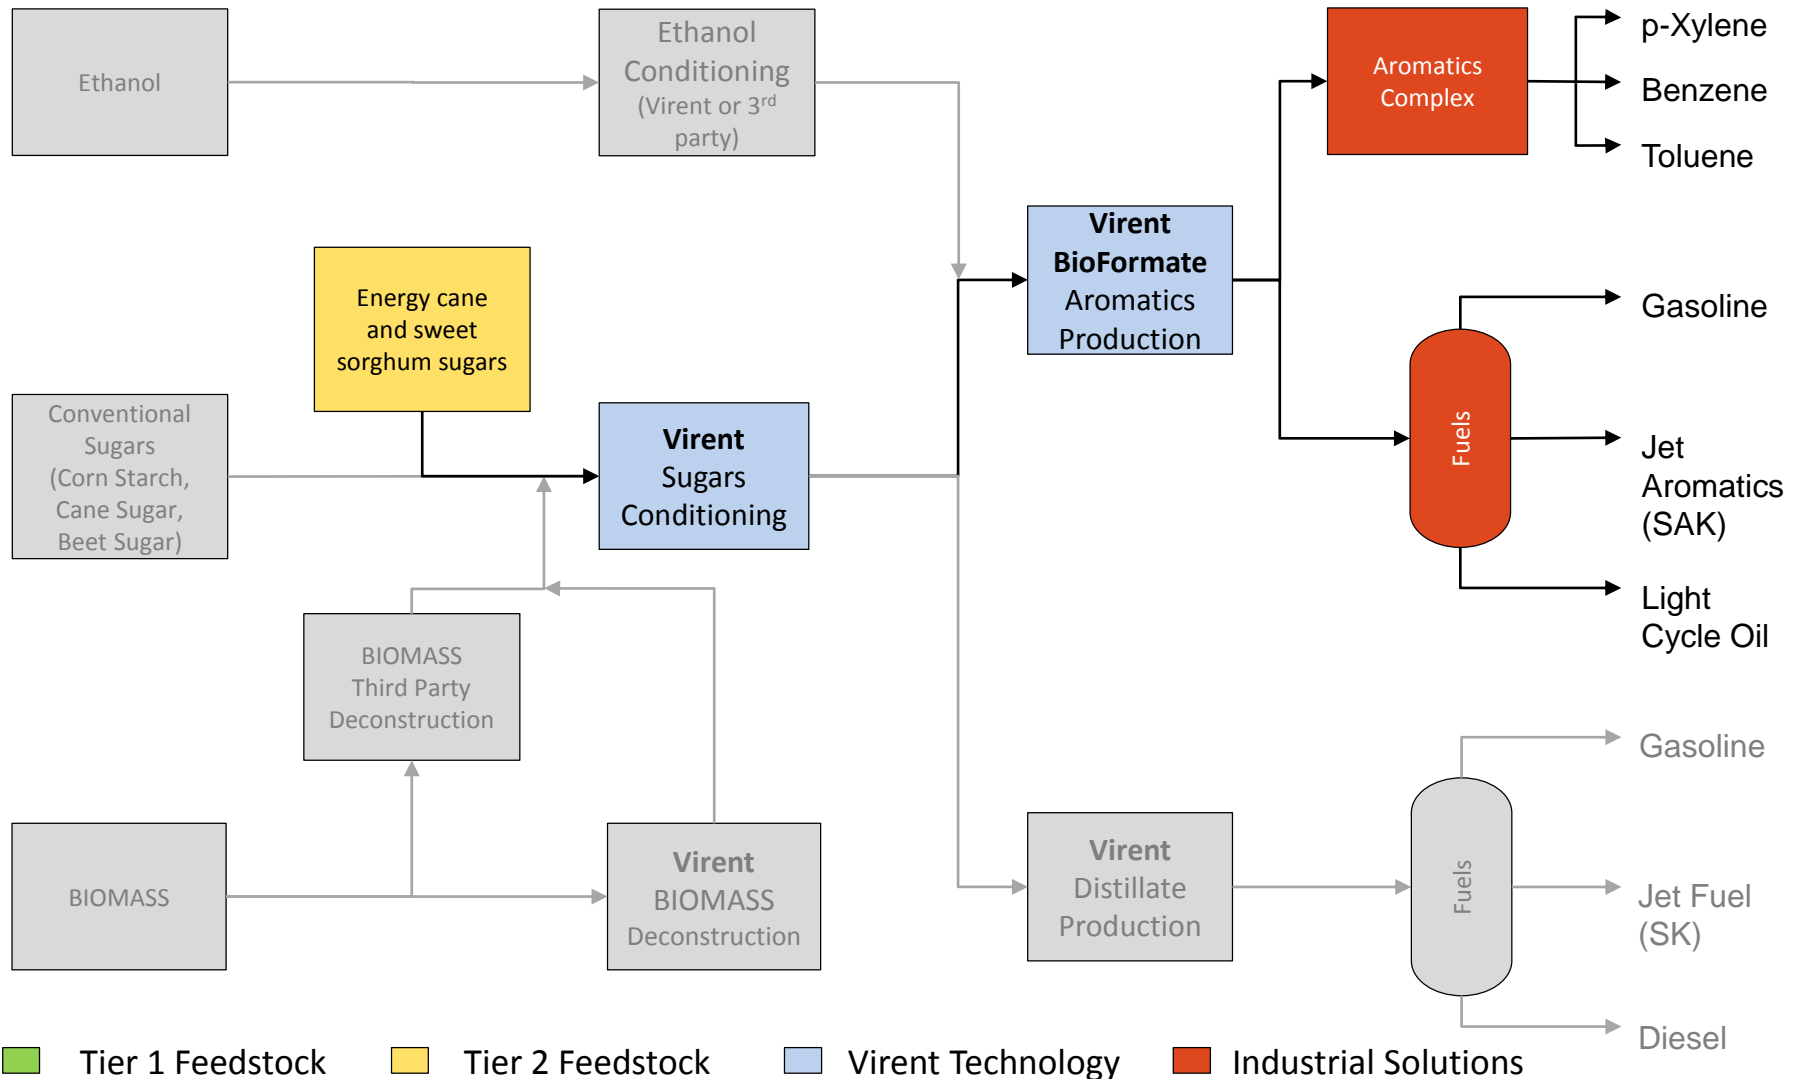 Ethanol
Ethanol
Conditioning
(Virent or 3rd
party)
Aromatics
Complex
p-Xylene
Benzene
Toluene
Energy cane
and sweet
sorghum sugars
Virent
BioFormate
Aromatics
Production
Gasoline
Fuels
Jet
Aromatics
(SAK)
Light
Cycle Oil
Conventional
Sugars
(Corn Starch,
Cane Sugar,
Beet Sugar)
Virent
Sugars
Conditioning
BIOMASS
Third Party
Deconstruction
BIOMASS
Virent
BIOMASS
Deconstruction
Virent
Distillate
Production
Fuels
Gasoline
Jet Fuel
(SK)
Diesel
Tier 1 Feedstock
Tier 2 Feedstock
Virent Technology
Industrial Solutions